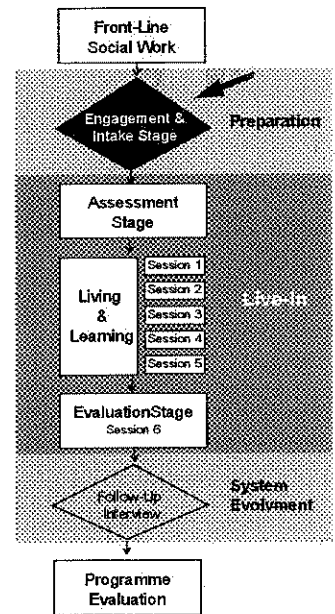 Front-Line
Social Work
Engagement &
Intake Stage
Preparation
Assessment
Stage
Living
&
Learning
Session 1
Session 2
Session 3
Session 4
Session 5
Live-In
EvaluationStage
Session 6
Follow-Up
Interview
System
Evolvment
Programme
Evaluation